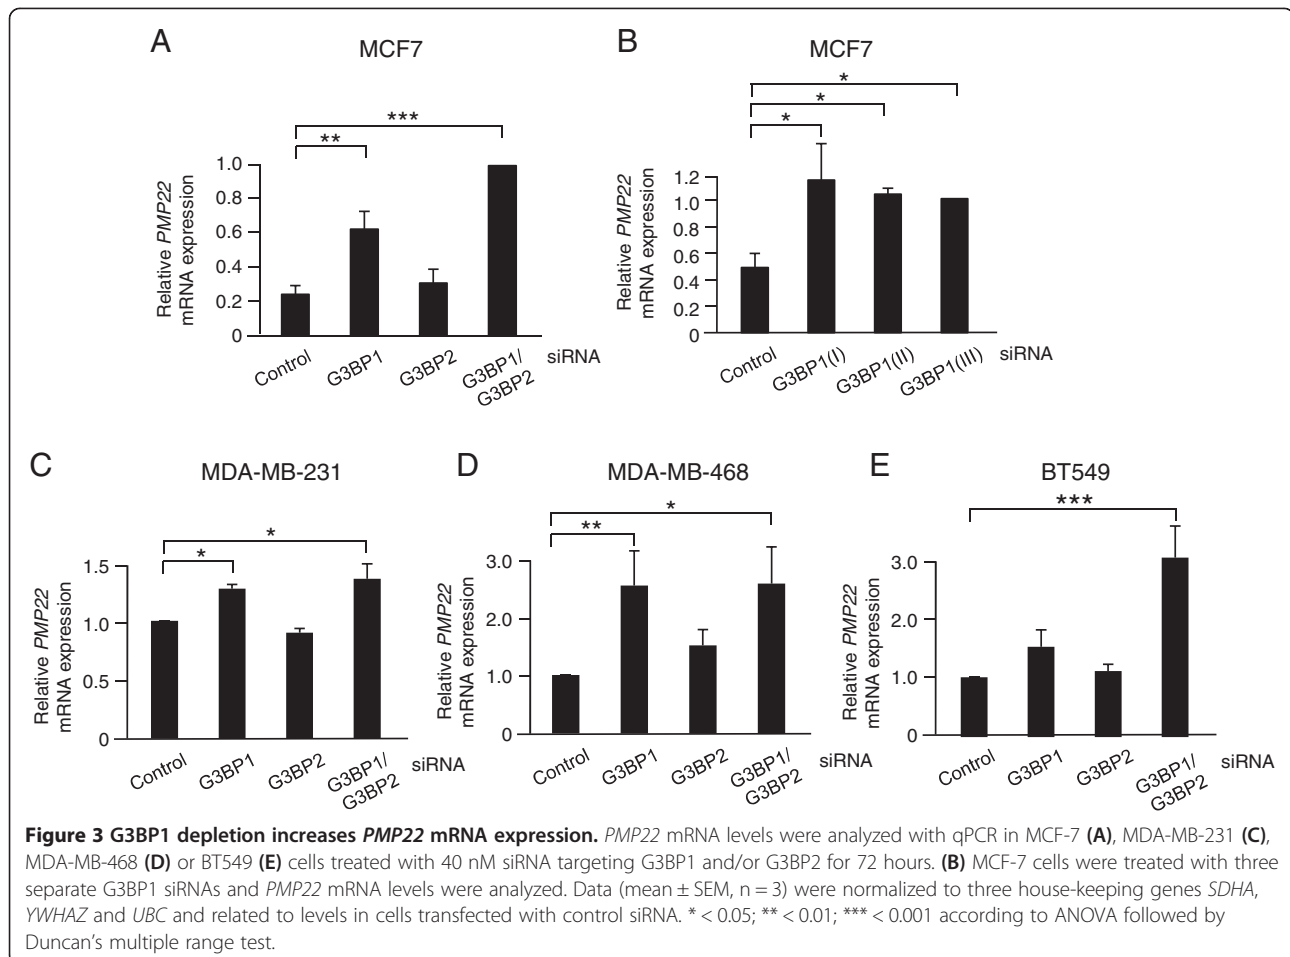 A
MCF7
***
**
Relative PMP22
mRNA expression
1.0
0.8
0.6
0.4
0.2
0
Control
G3BP1
G3BP2
G3BP1/
G3BP2
siRNA
B
MCF7
*
*
*
Relative PMP22
mRNA expression
1.2
1.0
0.8
0.6
0.4
0.2
0
Control
G3BP1(I)
G3BP1(II)
G3BP1(III)
siRNA
C
MDA-MB-231
*
*
Relative PMP22
mRNA expression
1.5
1.0
0.5
0
Control
G3BP1
G3BP2
G3BP1/
G3BP2
siRNA
D
MDA-MB-468
*
**
Relative PMP22
mRNA expression
3.0
2.0
1.0
0
Control
G3BP1
G3BP2
G3BP1/
G3BP2
siRNA
E
BT549
***
Relative PMP22
mRNA expression
3.0
2.0
1.0
0
Control
G3BP1
G3BP2
G3BP1/
G3BP2
siRNA
Figure 3 G3BP1 depletion increases PMP22 mRNA expression. PMP22 mRNA levels were analyzed with qPCR in MCF-7 (A), MDA-MB-231 (C),
MDA-MB-468 (D) or BT549 (E) cells treated with 40 nM siRNA targeting G3BP1 and/or G3BP2 for 72 hours. (B) MCF-7 cells were treated with three
separate G3BP1 siRNAs and PMP22 mRNA levels were analyzed. Data (mean ± SEM, n = 3) were normalized to three house-keeping genes SDHA,
YWHAZ and UBC and related to levels in cells transfected with control siRNA. * < 0.05; ** < 0.01; *** < 0.001 according to ANOVA followed by
Duncan's multiple range test.